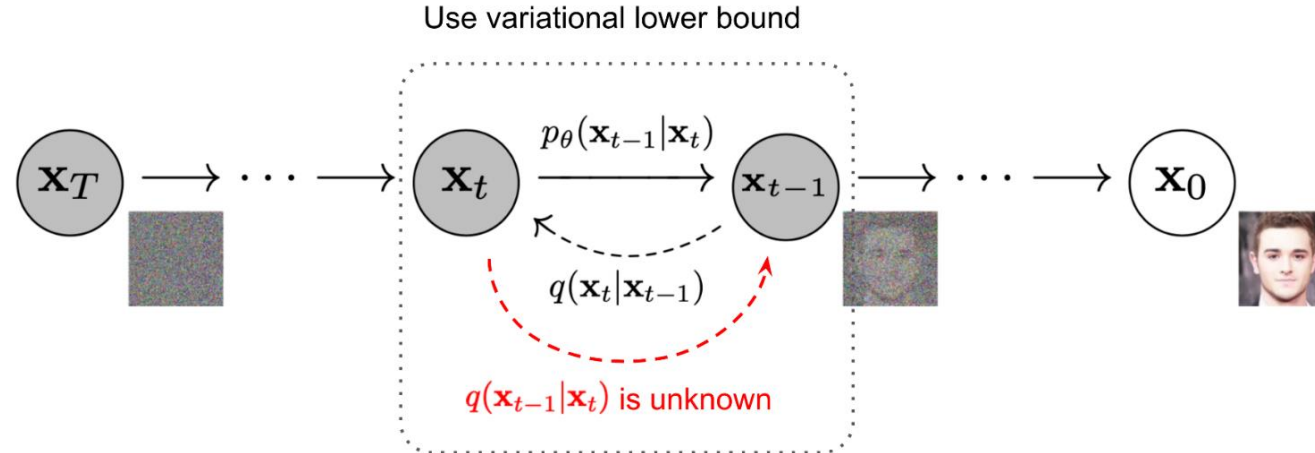 Use variational lower bound
p_θ(x_{t−1}|x_t)
x_T → ⋯ → x_t → x_{t−1} → ⋯ → x_0
q(x_t|x_{t−1})
q(x_{t−1}|x_t) is unknown